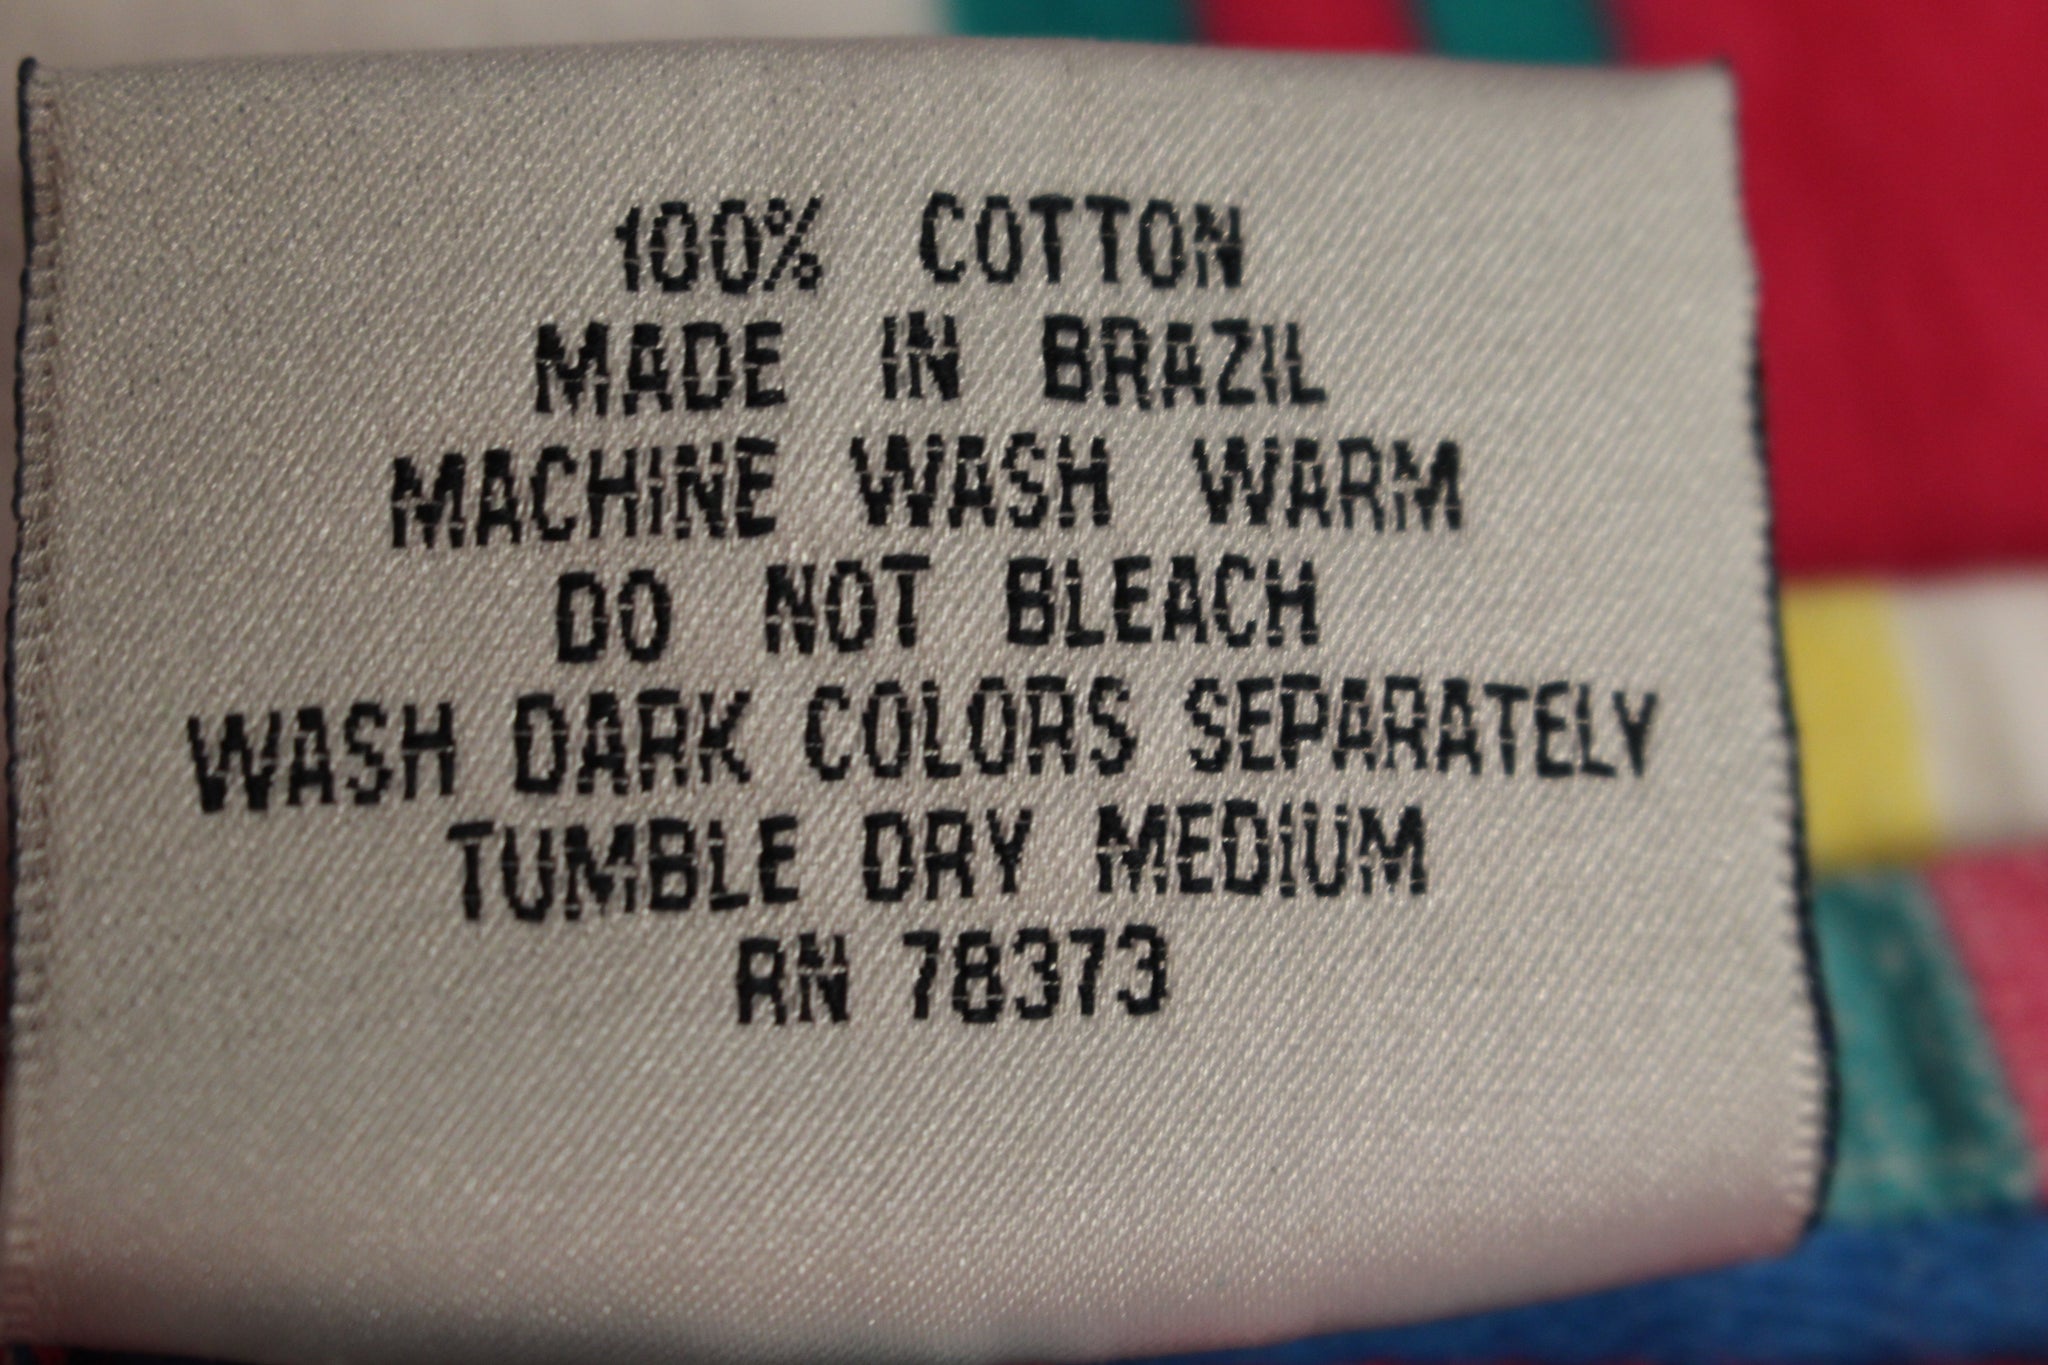 100% COTTON
MADE IN BRAZIL
MACHINE WASH WARM
DO NOT BLEACH
WASH DARK COLORS SEPARATELY
TUMBLE DRY MEDIUM
RN 78373